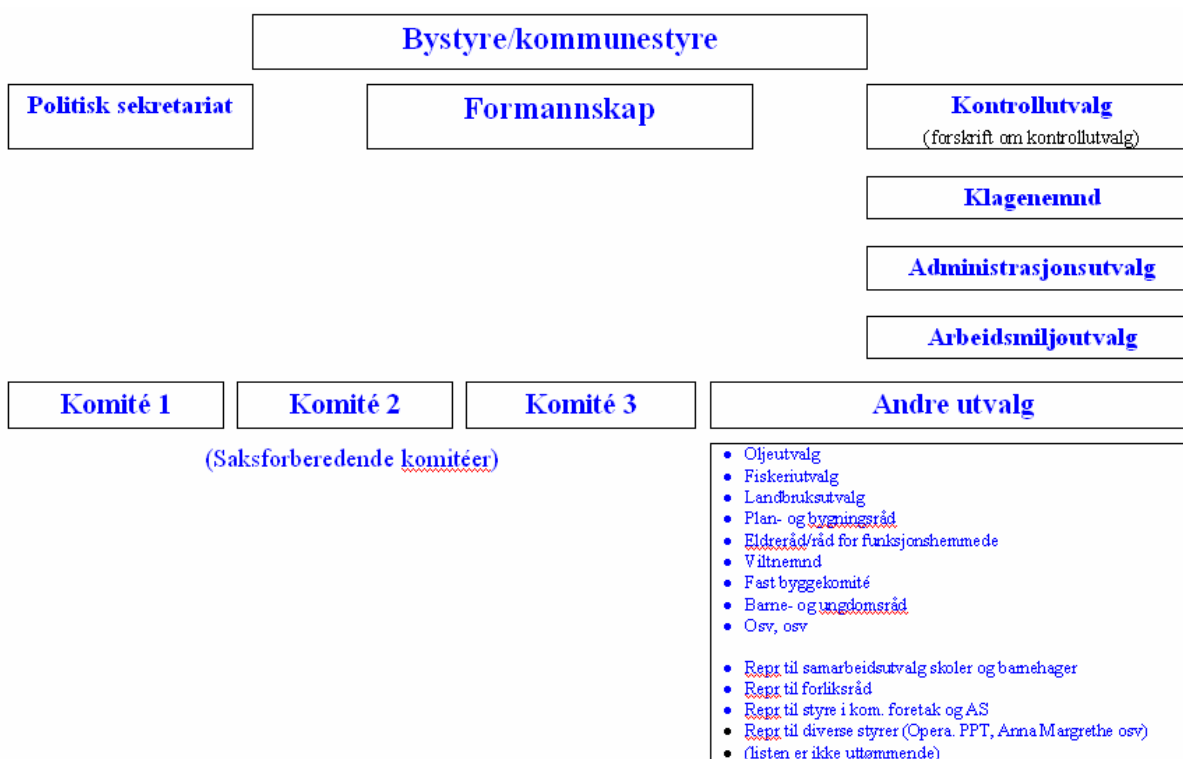 Bystyre/kommunestyre
Politisk sekretariat
Formannskap
Kontrollutvalg
(forskrift om kontrollutvalg)
Klagenemnd
Administrasjonsutvalg
Arbeidsmiljøutvalg
Komité 1
Komité 2
Komité 3
Andre utvalg
(Saksforberedende komitéer)
• Oljeutvalg
• Fiskeriutvalg
• Landbruksutvalg
• Plan- og bygningsråd
• Eldreråd/råd for funksjonshemmede
• Viltnemnd
• Fast byggekomité
• Barne- og ungdomsråd
• Osv, osv
• Repr til samarbeidsutvalg skoler og barnehager
• Repr til forliksråd
• Repr til styre i kom. foretak og AS
• Repr til diverse styrer (Opera. PPT, Anna Margrethe osv)
• (listen er ikke uttømmende)